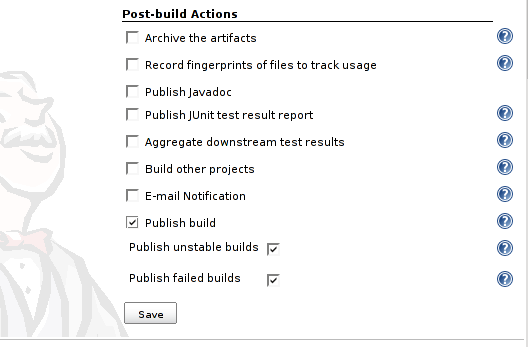 Post-build Actions
Archive the artifacts
Record fingerprints of files to track usage
Publish Javadoc
Publish JUnit test result report
Aggregate downstream test results
Build other projects
E-mail Notification
Publish build
Publish unstable builds
Publish failed builds
Save